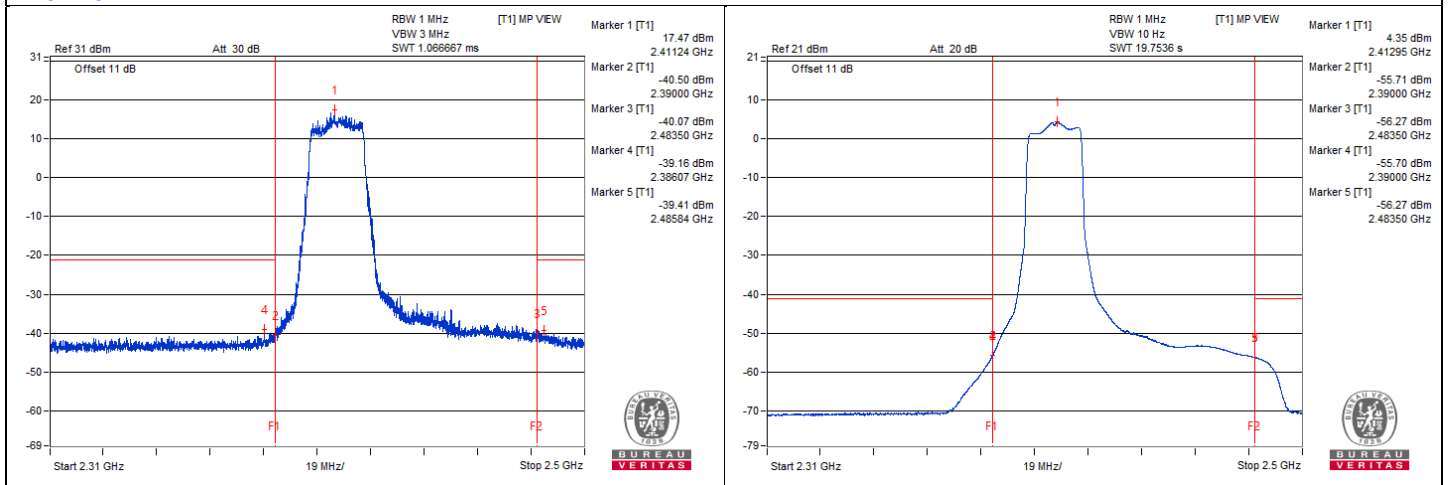 RBW 1 MHz [T1] MP VIEW
VBW 3 MHz
Ref 31 dBm Att 30 dB SWT 1.066667 ms
Offset 11 dB
Marker 1 [T1]
17.47 dBm
2.41124 GHz
Marker 2 [T1]
-40.50 dBm
2.39000 GHz
Marker 3 [T1]
-40.07 dBm
2.48350 GHz
Marker 4 [T1]
-39.16 dBm
2.38607 GHz
Marker 5 [T1]
-39.41 dBm
2.48584 GHz
31
20
10
0
-10
-20
-30
-40
-50
-60
-69
1
4
2
3
5
F1
F2
Start 2.31 GHz 19 MHz/ Stop 2.5 GHz
BUREAU VERITAS
1828
BUREAU
VERITAS
RBW 1 MHz [T1] MP VIEW
VBW 10 Hz
Ref 21 dBm Att 20 dB SWT 19.7536 s
Offset 11 dB
Marker 1 [T1]
4.35 dBm
2.41295 GHz
Marker 2 [T1]
-55.71 dBm
2.39000 GHz
Marker 3 [T1]
-56.27 dBm
2.48350 GHz
Marker 4 [T1]
-55.70 dBm
2.39000 GHz
Marker 5 [T1]
-56.27 dBm
2.48350 GHz
21
10
0
-10
-20
-30
-40
-50
-60
-70
-79
1
F1
F2
Start 2.31 GHz 19 MHz/ Stop 2.5 GHz
BUREAU VERITAS
1828
BUREAU
VERITAS